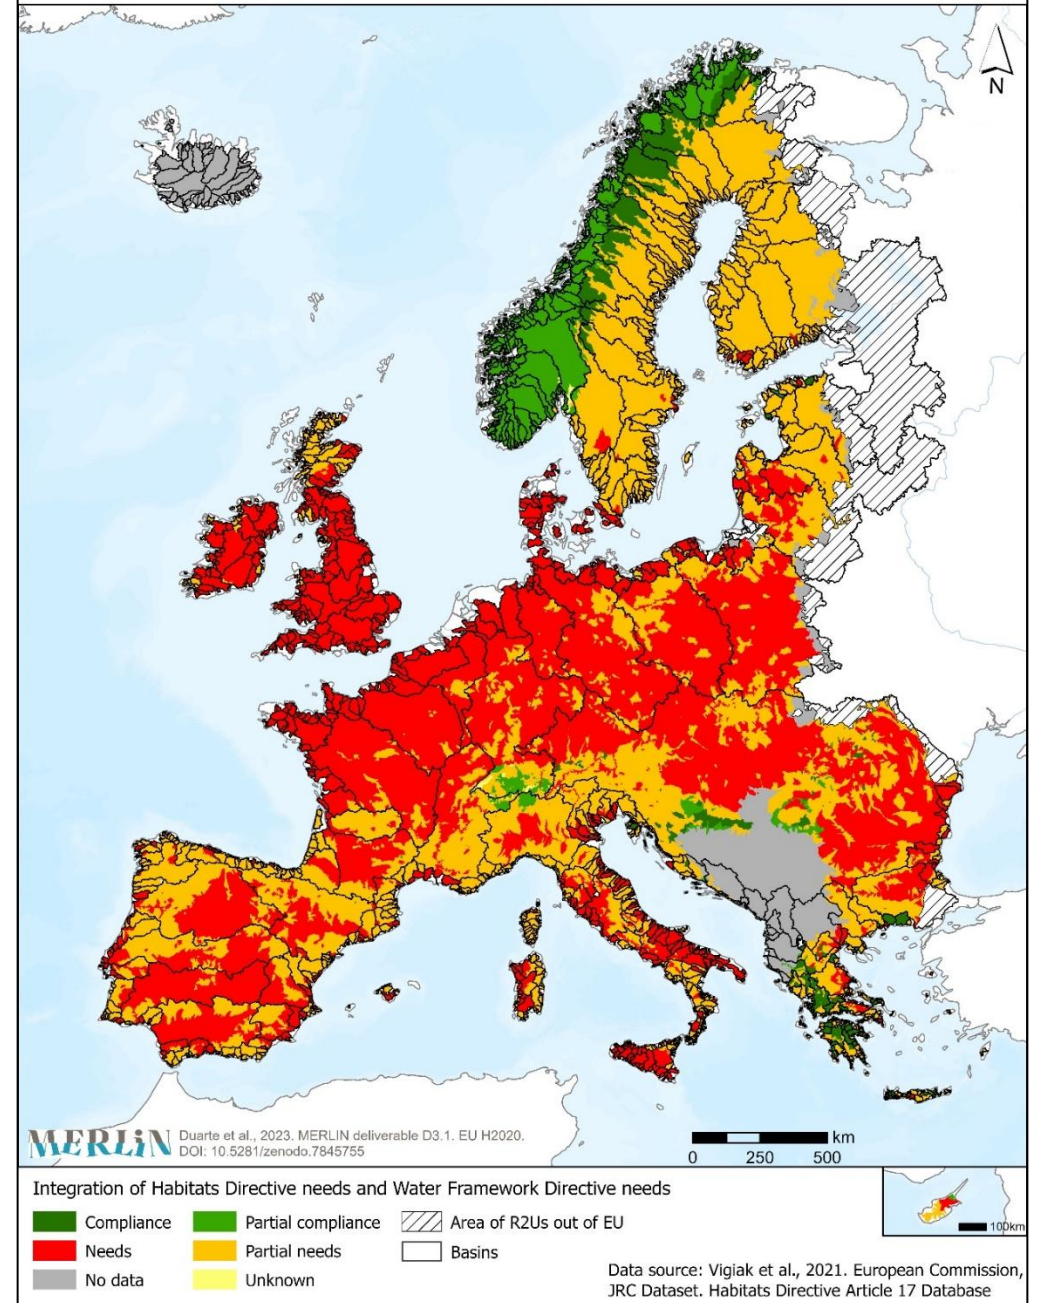 N
MERLIN
Duarte et al., 2023. MERLIN deliverable D3.1. EU H2020.
DOI: 10.5281/zenodo.7845755
km
0 250 500
Integration of Habitats Directive needs and Water Framework Directive needs
Compliance Partial compliance Area of R2Us out of EU
Needs Partial needs Basins
No data Unknown
100km
Data source: Vigiak et al., 2021. European Commission,
JRC Dataset. Habitats Directive Article 17 Database